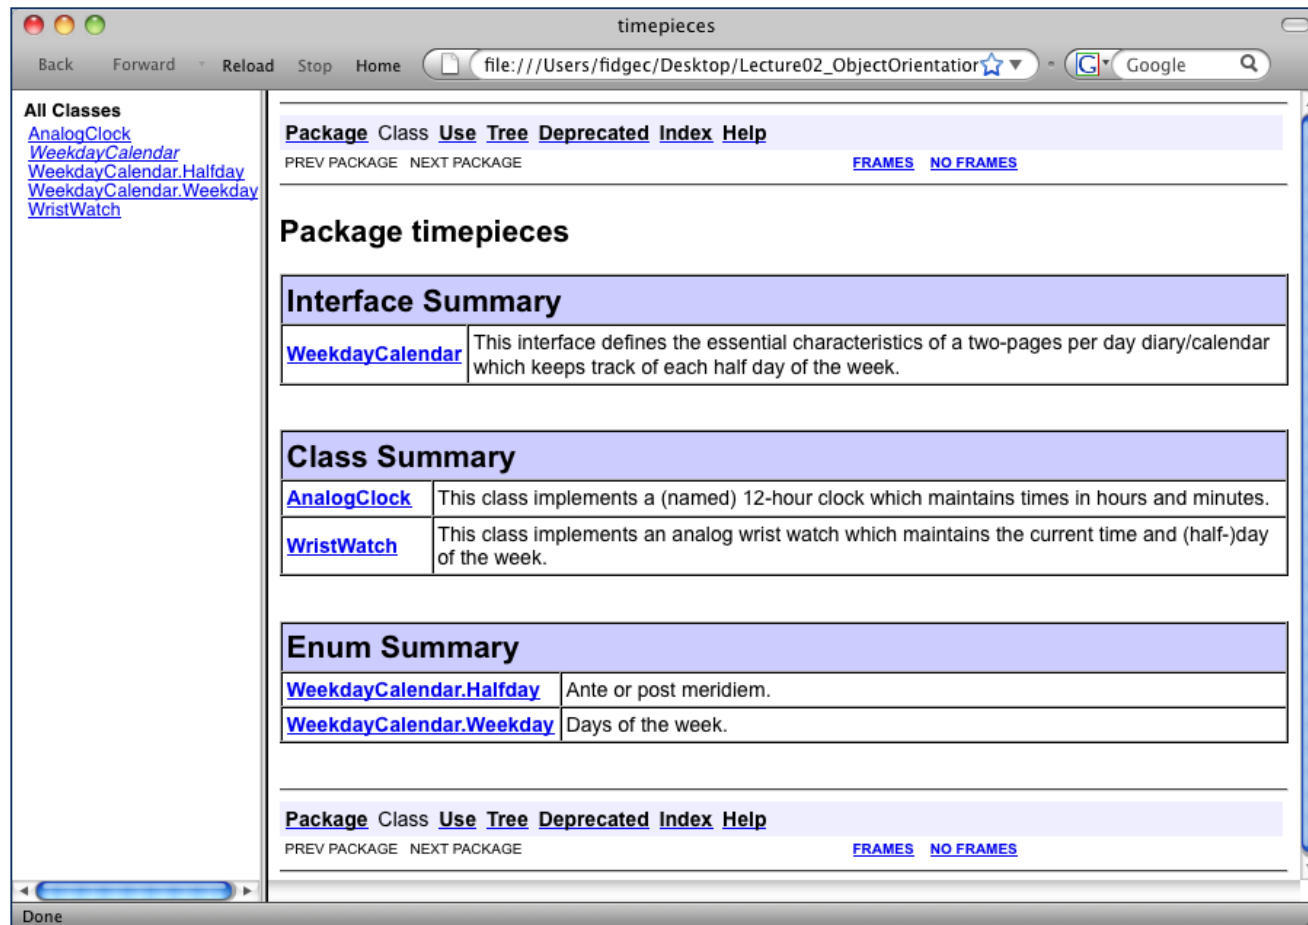 timepieces
Back Forward Reload Stop Home file:///Users/fidgec/Desktop/Lecture02_ObjectOrientation G Google
All Classes
AnalogClock
WeekdayCalendar
WeekdayCalendar.Halfday
WeekdayCalendar.Weekday
WristWatch
Package Class Use Tree Deprecated Index Help
PREV PACKAGE NEXT PACKAGE FRAMES NO FRAMES
Package timepieces
Interface Summary
WeekdayCalendar This interface defines the essential characteristics of a two-pages per day diary/calendar
which keeps track of each half day of the week.
Class Summary
AnalogClock This class implements a (named) 12-hour clock which maintains times in hours and minutes.
WristWatch This class implements an analog wrist watch which maintains the current time and (half-)day
of the week.
Enum Summary
WeekdayCalendar.Halfday Ante or post meridiem.
WeekdayCalendar.Weekday Days of the week.
Package Class Use Tree Deprecated Index Help
PREV PACKAGE NEXT PACKAGE FRAMES NO FRAMES
Done